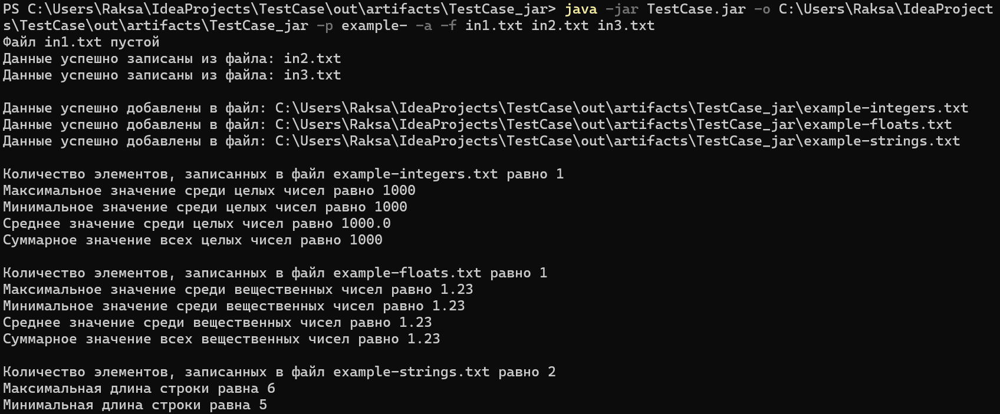 PS C:\Users\Raksa\IdeaProjects\TestCase\out\artifacts\TestCase_jar> java -jar TestCase.jar -o C:\Users\Raksa\IdeaProject
s\TestCase\out\artifacts\TestCase_jar -p example- -a -f in1.txt in2.txt in3.txt
Файл in1.txt пустой
Данные успешно записаны из файла: in2.txt
Данные успешно записаны из файла: in3.txt
Данные успешно добавлены в файл: C:\Users\Raksa\IdeaProjects\TestCase\out\artifacts\TestCase_jar\example-integers.txt
Данные успешно добавлены в файл: C:\Users\Raksa\IdeaProjects\TestCase\out\artifacts\TestCase_jar\example-floats.txt
Данные успешно добавлены в файл: C:\Users\Raksa\IdeaProjects\TestCase\out\artifacts\TestCase_jar\example-strings.txt
Количество элементов, записанных в файл example-integers.txt равно 1
Максимальное значение среди целых чисел равно 1000
Минимальное значение среди целых чисел равно 1000
Среднее значение среди целых чисел равно 1000.0
Суммарное значение всех целых чисел равно 1000
Количество элементов, записанных в файл example-floats.txt равно 1
Максимальное значение среди вещественных чисел равно 1.23
Минимальное значение среди вещественных чисел равно 1.23
Среднее значение среди вещественных чисел равно 1.23
Суммарное значение всех вещественных чисел равно 1.23
Количество элементов, записанных в файл example-strings.txt равно 2
Максимальная длина строки равна 6
Минимальная длина строки равна 5